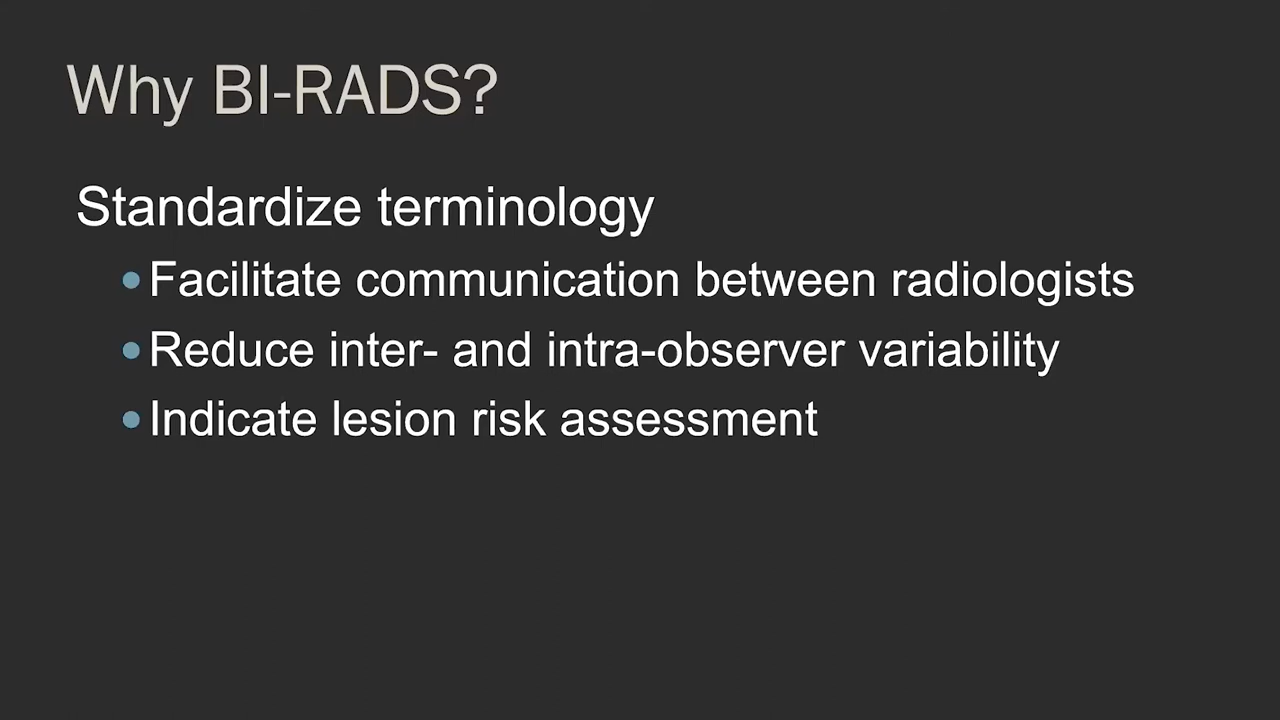 Why BI-RADS?
Standardize terminology
•Facilitate communication between radiologists
•Reduce inter- and intra-observer variability
•Indicate lesion risk assessment